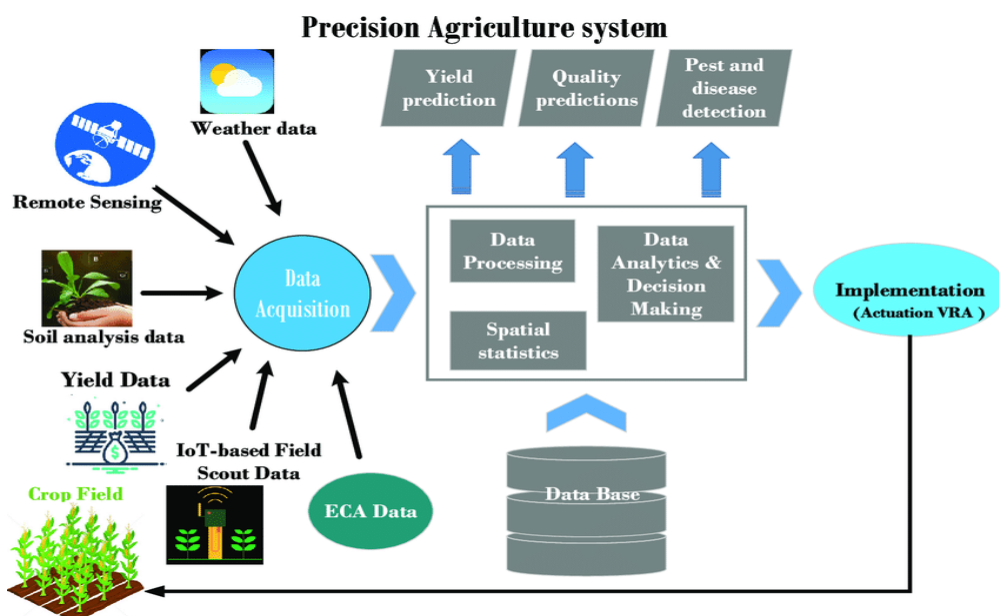 Precision Agriculture system
Weather data
Remote Sensing
Soil analysis data
Yield Data
IoT-based Field
Scout Data
ECA Data
Crop Field
Data
Acquisition
Yield
prediction
Quality
predictions
Pest and
disease
detection
Data
Processing
Data
Analytics &
Decision
Making
Spatial
statistics
Data Base
Implementation
(Actuation VRA )